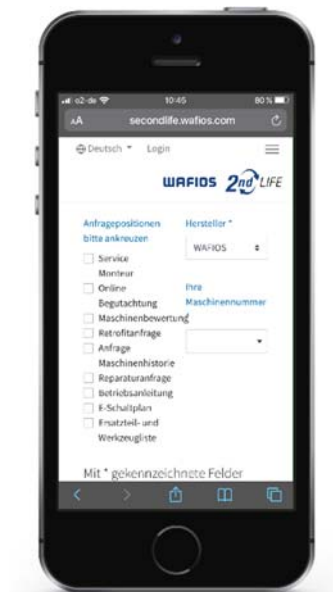 o2-de 10:45 80 %
AA secondlife.wafios.com
Deutsch Login
WAFIOS 2nd LIFE
Anfragepositionen
bitte ankreuzen
Service
Monteur
Online
Begutachtung
Maschinenbewertung
Retrofitanfrage
Anfrage
Maschinenhistorie
Reparaturanfrage
Betriebsanleitung
E-Schaltplan
Ersatzteil- und
Werkzeugliste
Hersteller *
WAFIOS
Ihre
Maschinennummer
Mit * gekennzeichnete Felder